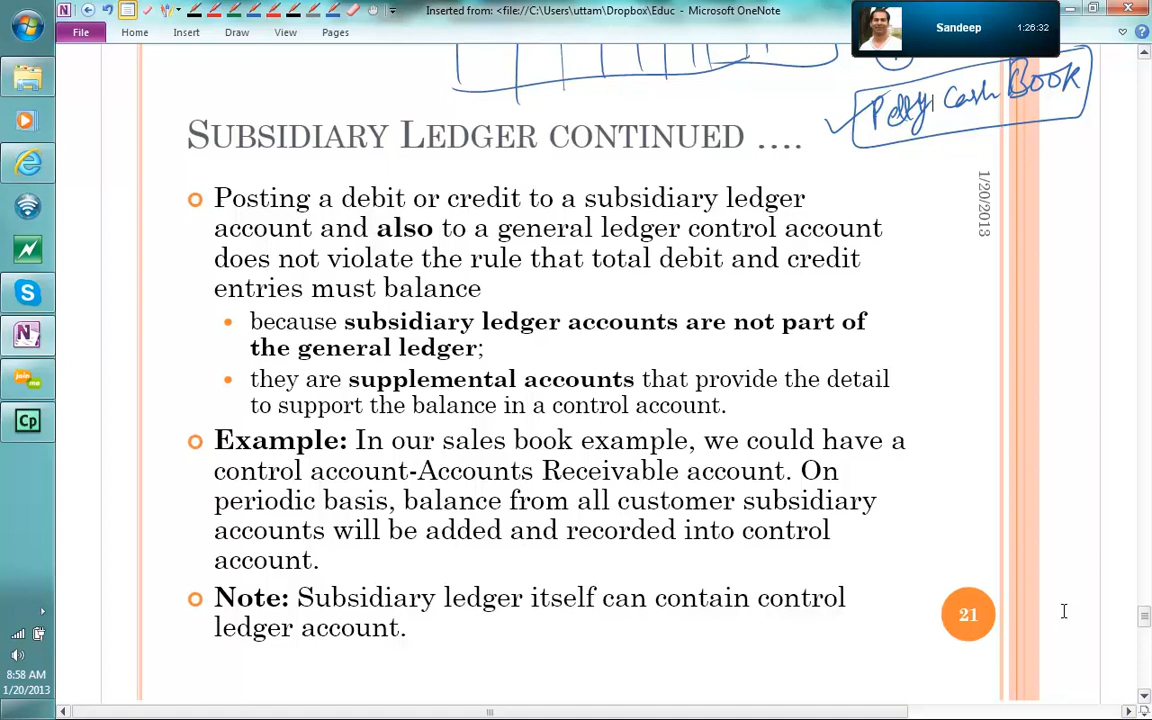 Inserted from: <file://C:\Users\uttam\Dropbox\Educ - Microsoft OneNote
File Home Insert Draw View Pages
Sandeep 1:26:32
Petty Cash Book
SUBSIDIARY LEDGER CONTINUED ....
1/20/2013
Posting a debit or credit to a subsidiary ledger
account and also to a general ledger control account
does not violate the rule that total debit and credit
entries must balance
because subsidiary ledger accounts are not part of
the general ledger;
they are supplemental accounts that provide the detail
to support the balance in a control account.
Example: In our sales book example, we could have a
control account-Accounts Receivable account. On
periodic basis, balance from all customer subsidiary
accounts will be added and recorded into control
account.
Note: Subsidiary ledger itself can contain control
ledger account.
21
8:58 AM
1/20/2013